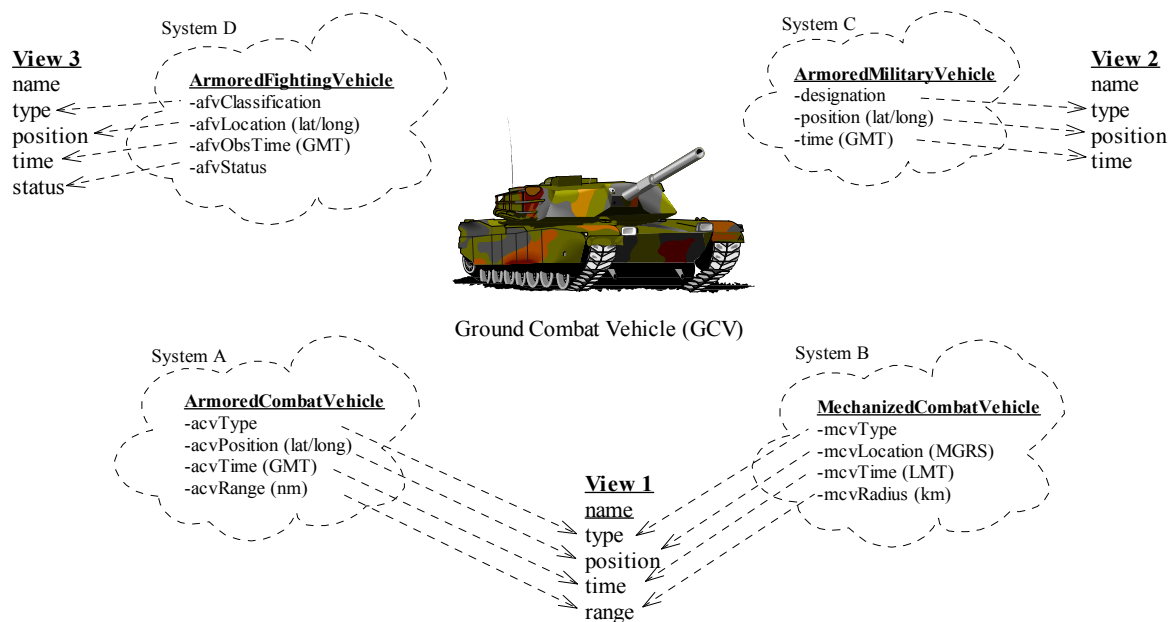 System D
View 3
name
type
position
time
status
ArmoredFightingVehicle
-afvClassification
-afvLocation (lat/long)
-afvObsTime (GMT)
-afvStatus
System C
ArmoredMilitaryVehicle
-designation
-position (lat/long)
-time (GMT)
View 2
name
type
position
time
Ground Combat Vehicle (GCV)
System A
ArmoredCombatVehicle
-acvType
-acvPosition (lat/long)
-acvTime (GMT)
-acvRange (nm)
System B
MechanizedCombatVehicle
-mcvType
-mcvLocation (MGRS)
-mcvTime (LMT)
-mcvRadius (km)
View 1
name
type
position
time
range